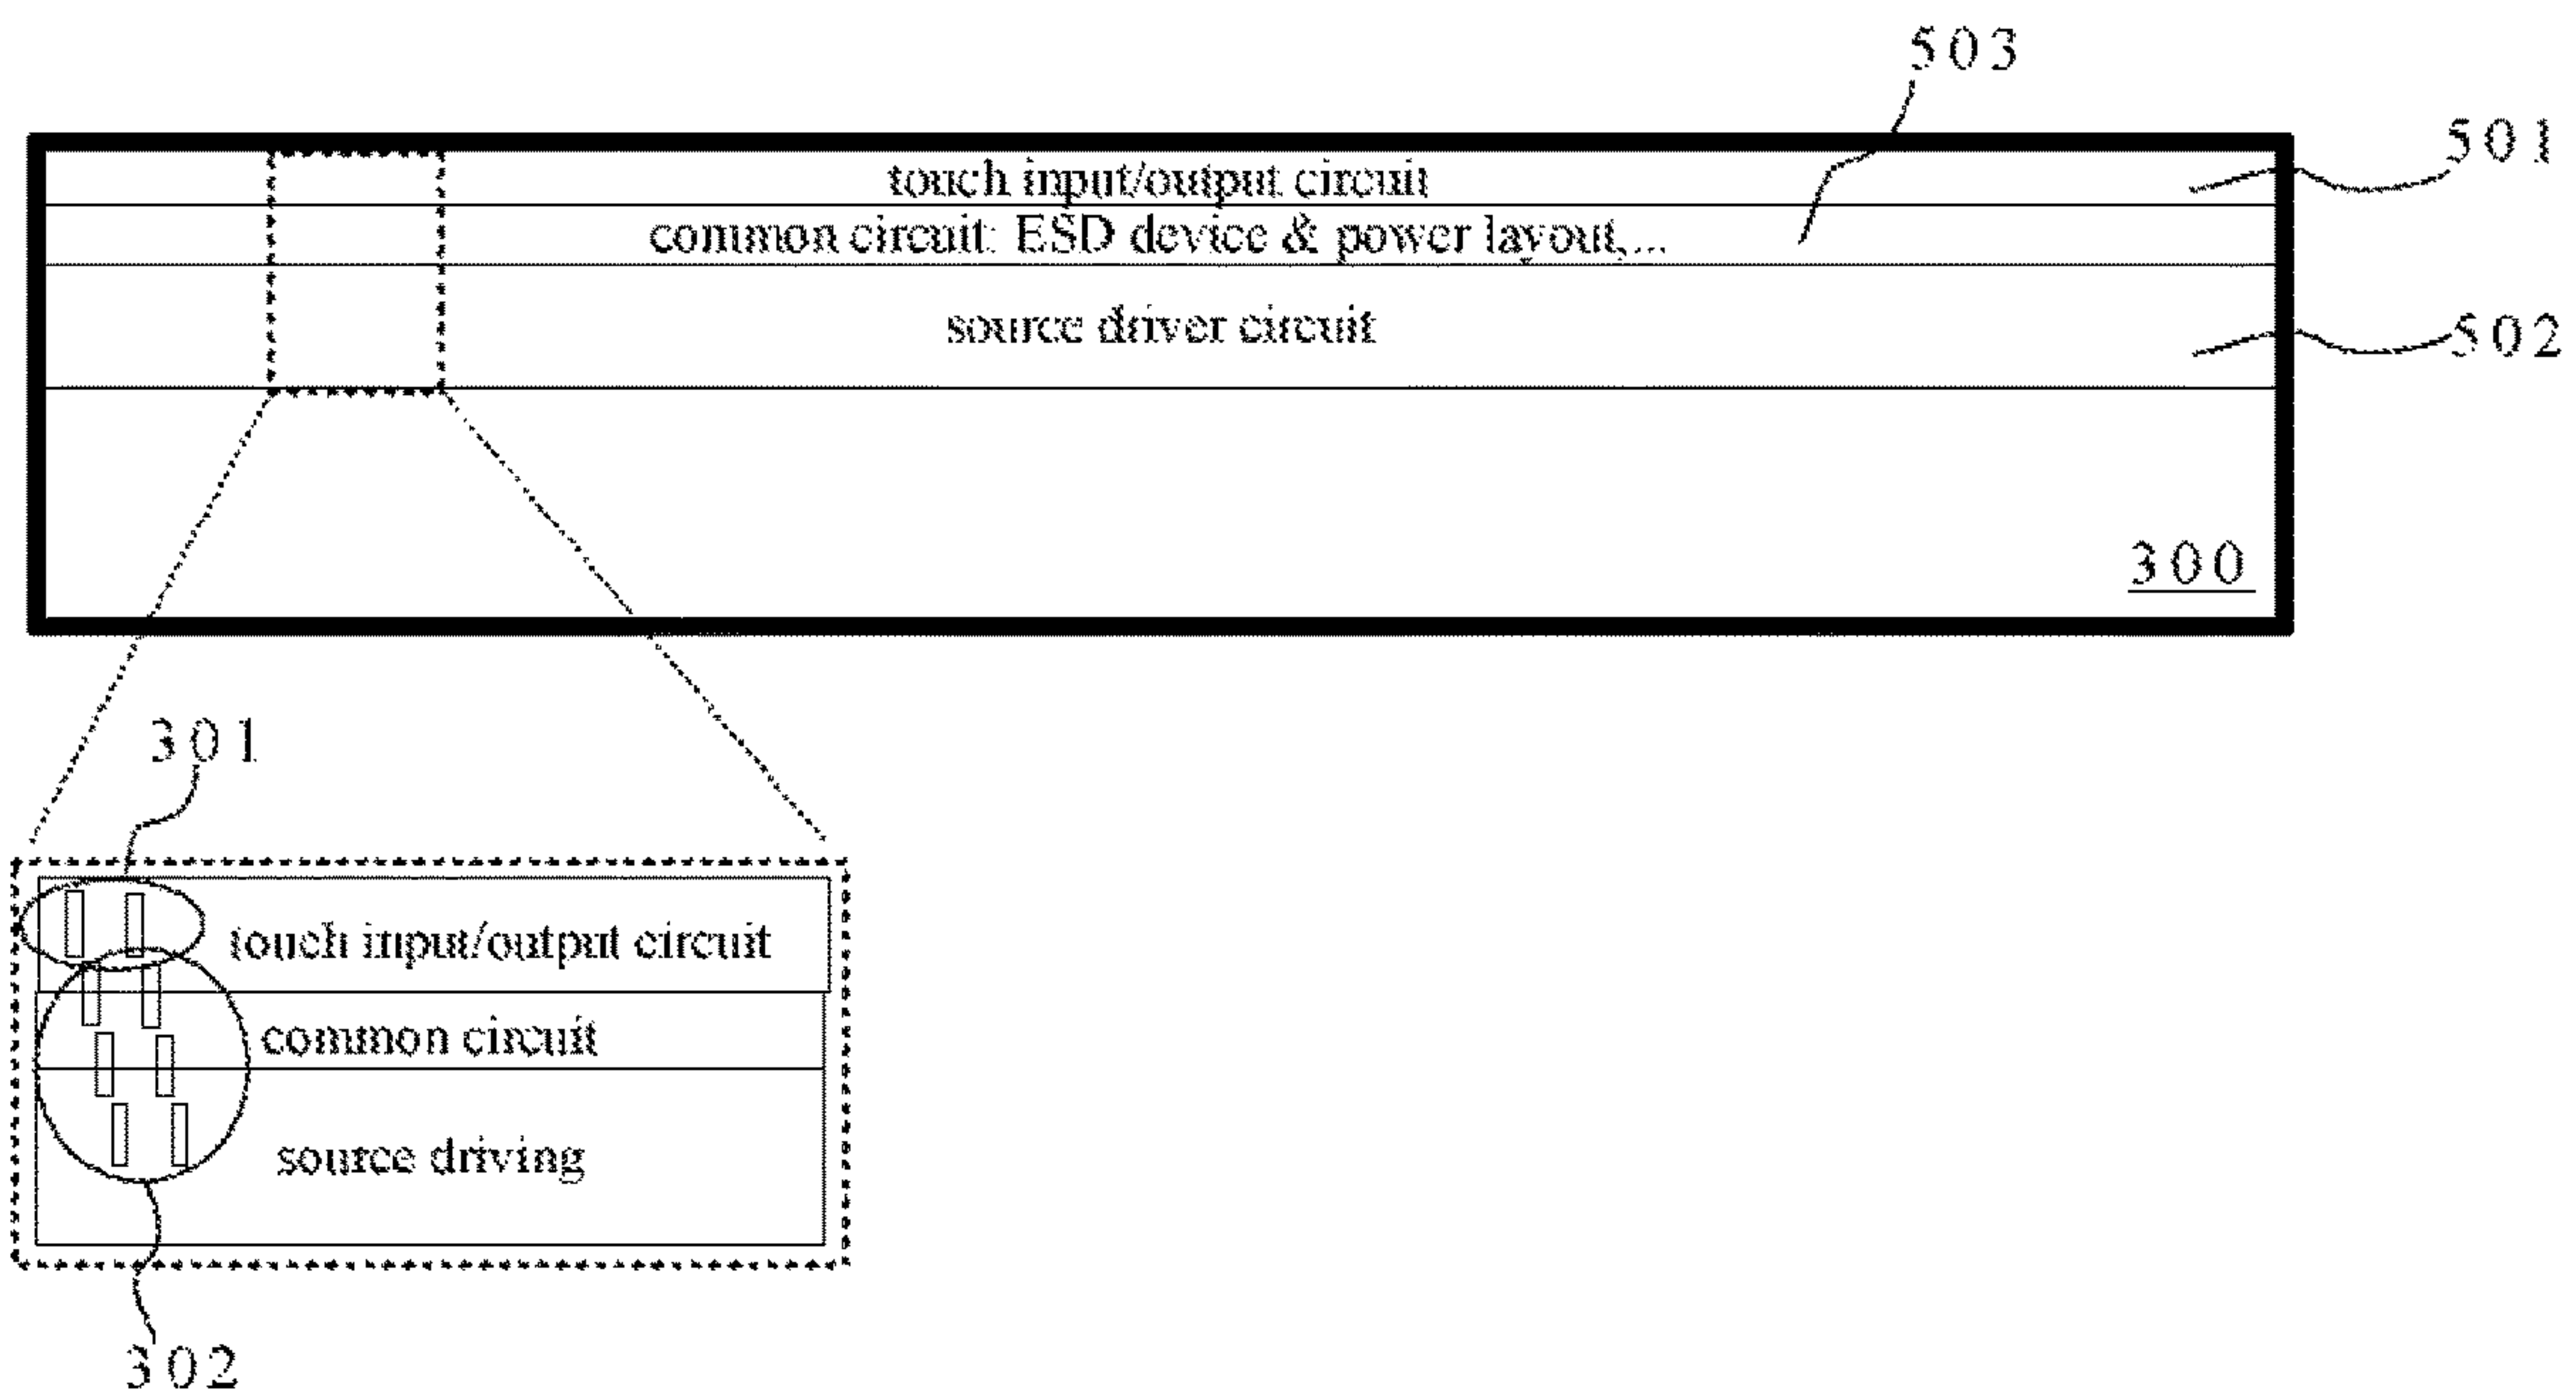 503
501
touch input/output circuit
common circuit: ESD device & power layout,...
source driver circuit
502
300
301
touch input/output circuit
common circuit
source driving
302